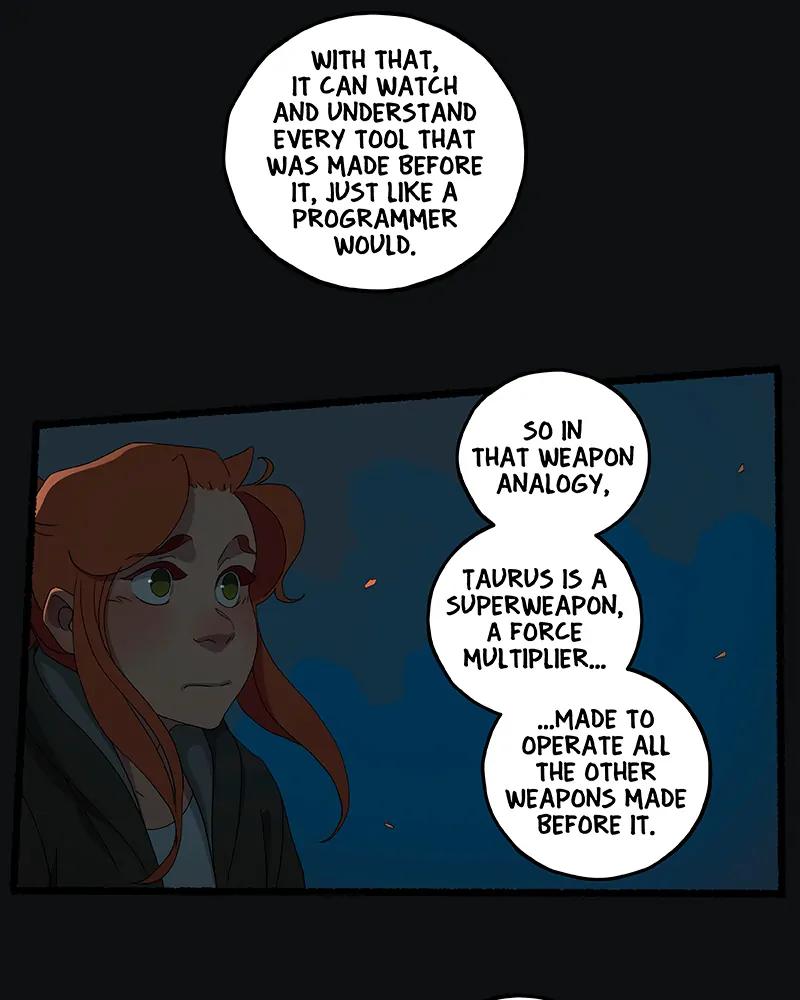 WITH THAT,
IT CAN WATCH
AND UNDERSTAND
EVERY TOOL THAT
WAS MADE BEFORE
IT, JUST LIKE A
PROGRAMMER
WOULD.
SO IN
THAT WEAPON
ANALOGY,
TAURUS IS A
SUPERWEAPON,
A FORCE
MULTIPLIER...
...MADE TO
OPERATE ALL
THE OTHER
WEAPONS MADE
BEFORE IT.